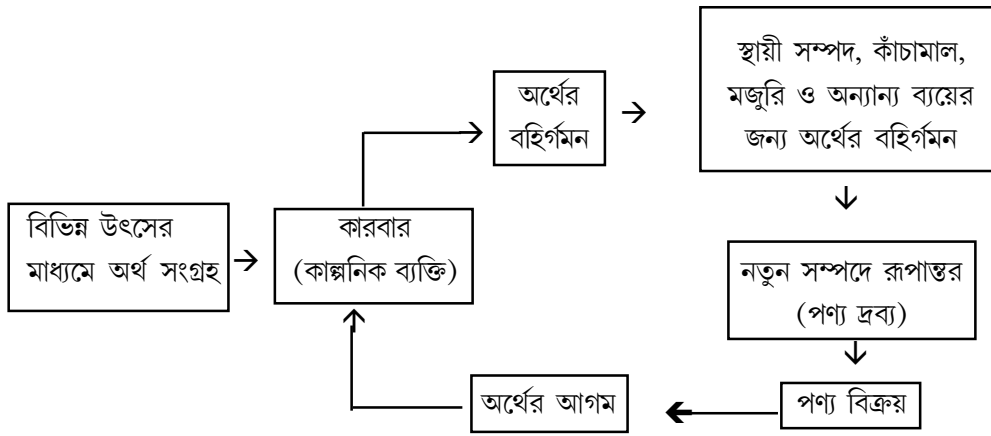 স্থায়ী সম্পদ, কাঁচামাল,
মজুরি ও অন্যান্য ব্যয়ের
জন্য অর্থের বহির্গমন
অর্থের
বহির্গমন
বিভিন্ন উৎসের
মাধ্যমে অর্থ সংগ্রহ
কারবার
(কাল্পনিক ব্যক্তি)
নতুন সম্পদে রূপান্তর
(পণ্য দ্রব্য)
অর্থের আগম
পণ্য বিক্রয়